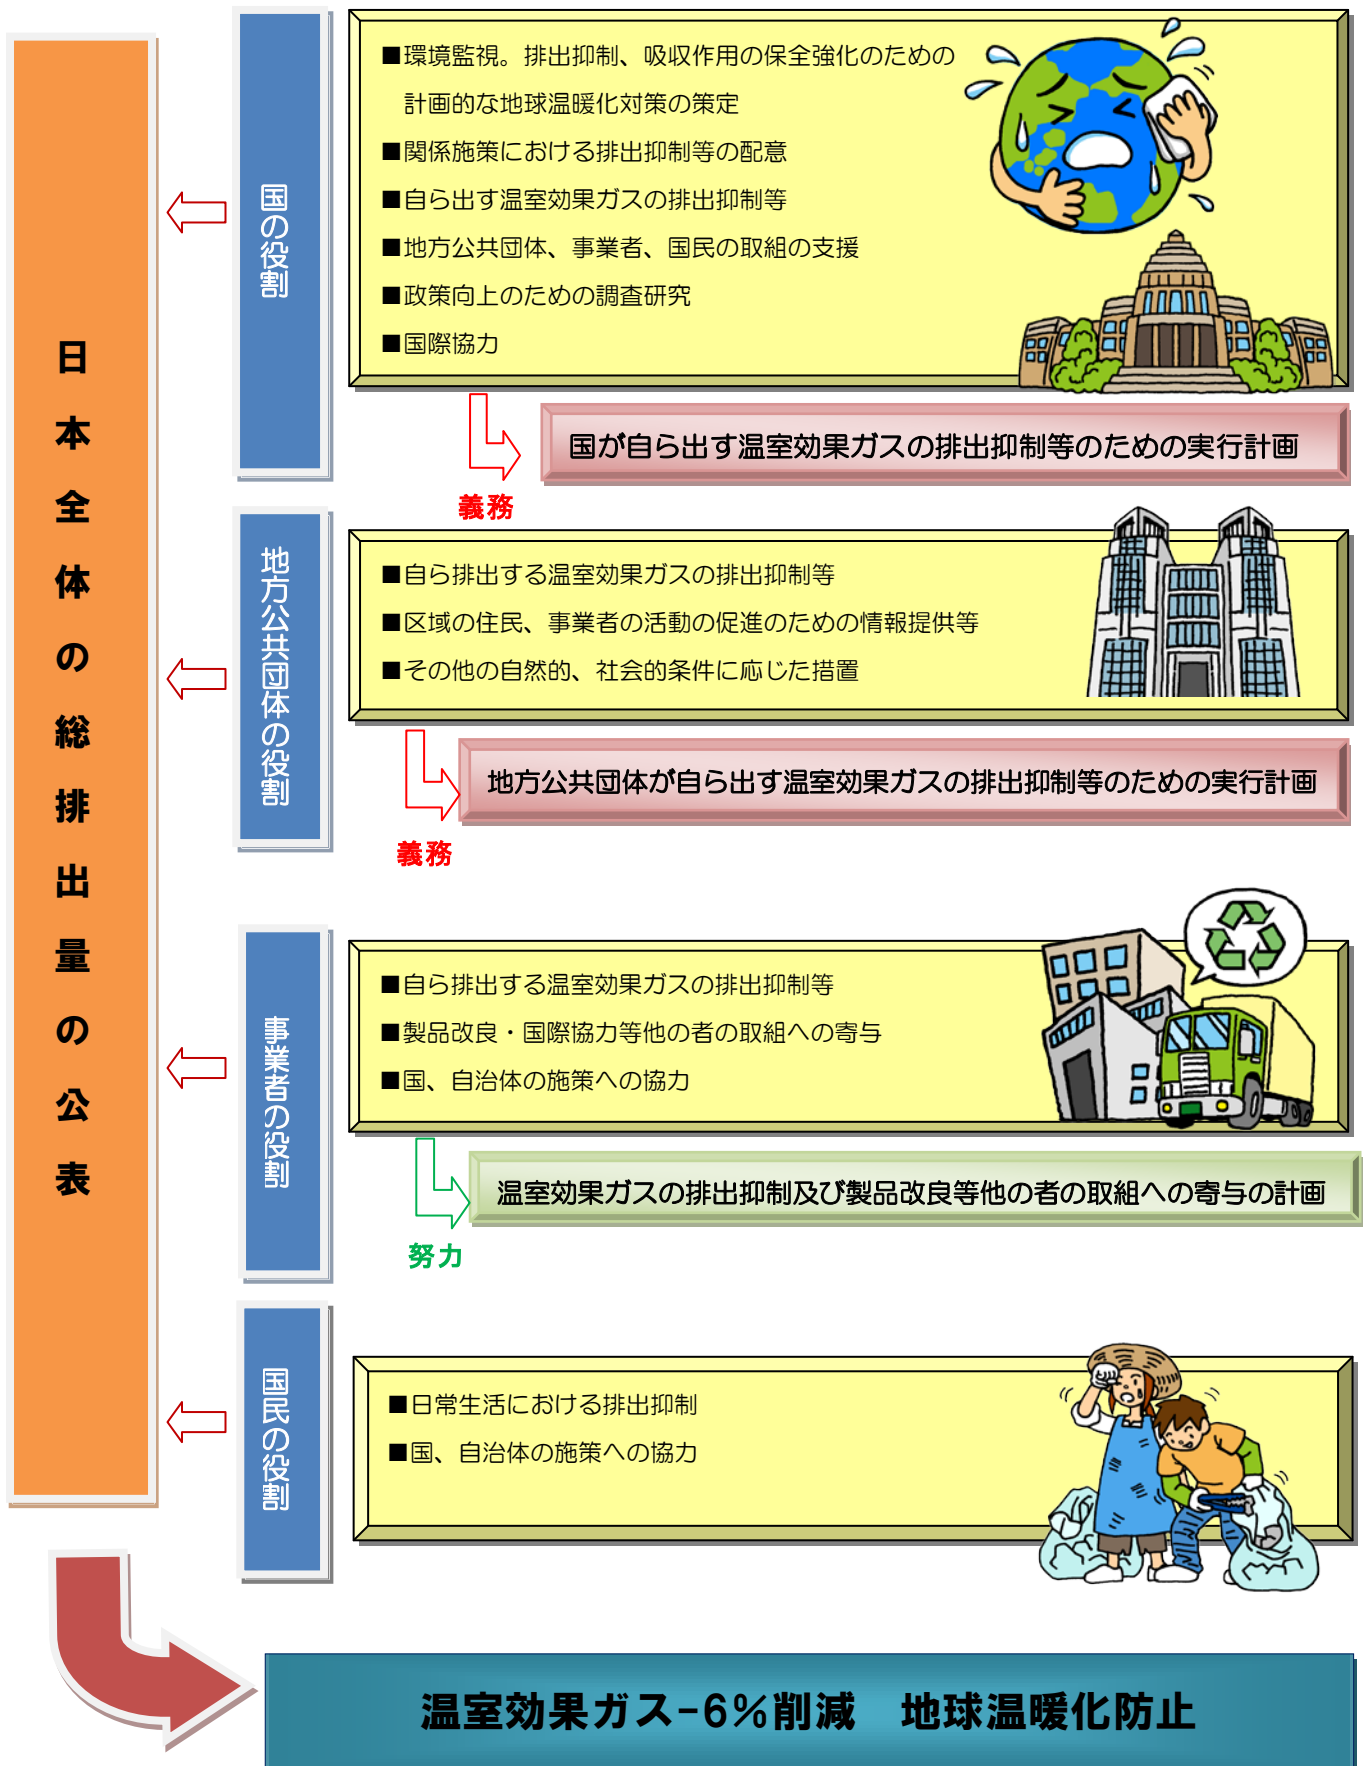 日本全体の総排出量の公表
国の役割
■環境監視。排出抑制、吸収作用の保全強化のための
計画的な地球温暖化対策の策定
■関係施策における排出抑制等の配意
■自ら出す温室効果ガスの排出抑制等
■地方公共団体、事業者、国民の取組の支援
■政策向上のための調査研究
■国際協力
国が自ら出す温室効果ガスの排出抑制等のための実行計画
義務
地方公共団体の役割
■自ら排出する温室効果ガスの排出抑制等
■区域の住民、事業者の活動の促進のための情報提供等
■その他の自然的、社会的条件に応じた措置
地方公共団体が自ら出す温室効果ガスの排出抑制等のための実行計画
義務
事業者の役割
■自ら排出する温室効果ガスの排出抑制等
■製品改良・国際協力等他の者の取組への寄与
■国、自治体の施策への協力
温室効果ガスの排出抑制及び製品改良等他の者の取組への寄与の計画
努力
国民の役割
■日常生活における排出抑制
■国、自治体の施策への協力
温室効果ガス-6%削減　地球温暖化防止